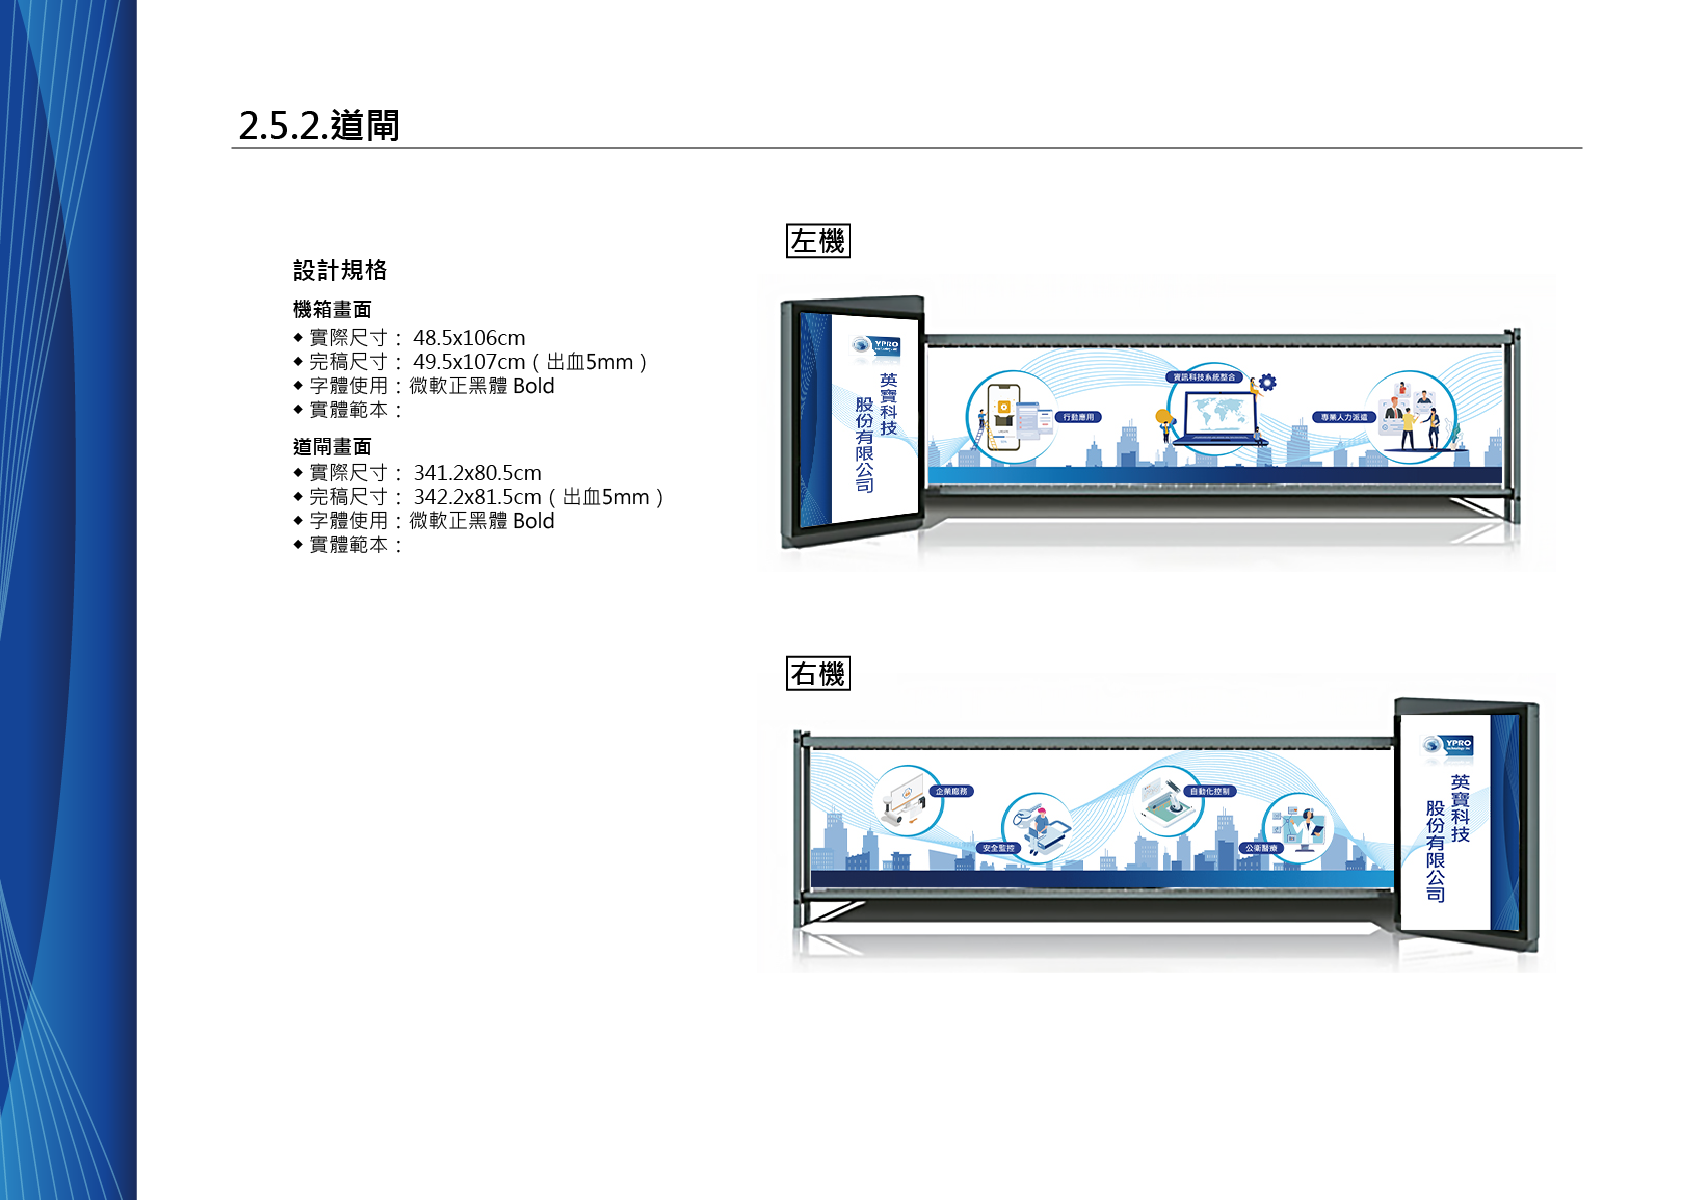 2.5.2.道閘
設計規格
機箱畫面
◆ 實際尺寸： 48.5x106cm
◆ 完稿尺寸： 49.5x107cm（出血5mm）
◆ 字體使用：微軟正黑體 Bold
◆ 實體範本：
道閘畫面
◆ 實際尺寸： 341.2x80.5cm
◆ 完稿尺寸： 342.2x81.5cm（出血5mm）
◆ 字體使用：微軟正黑體 Bold
◆ 實體範本：
左機
YPRO
英寶科技
股份有限公司
行動應用
資訊科技系統整合
專業人力派遣
右機
企業服務
安全監控
自動化控制
公衛醫療
YPRO
英寶科技
股份有限公司